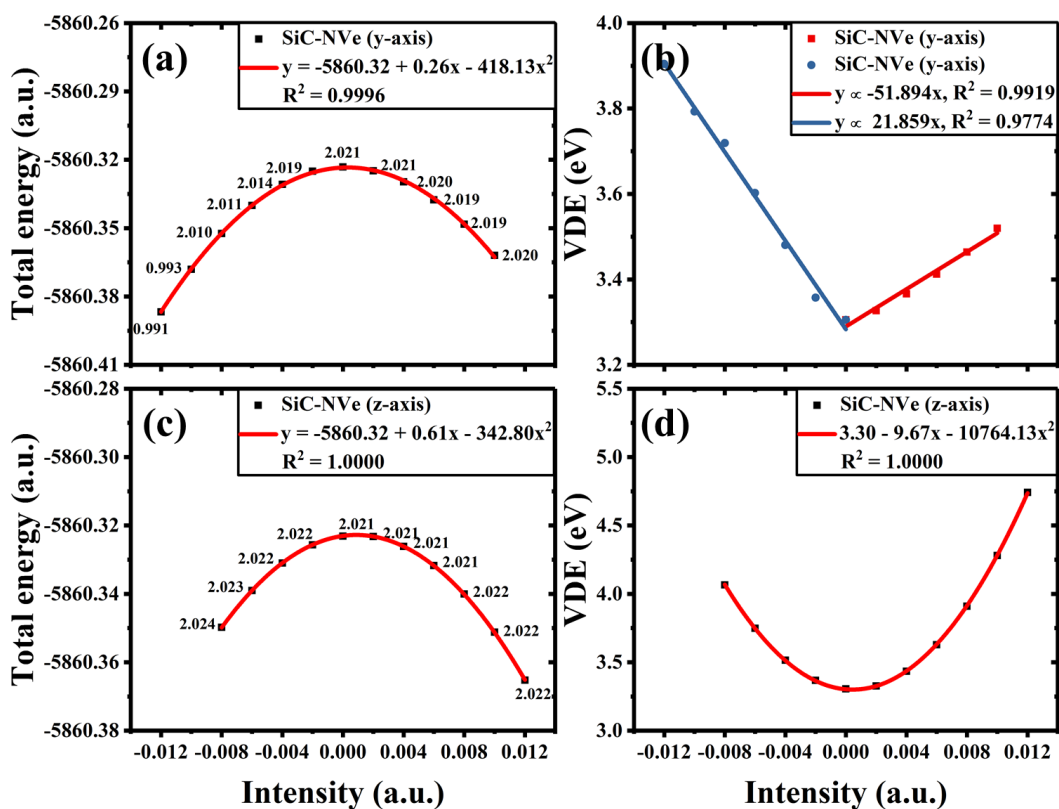 (a)
SiC-NVe (y-axis)
y = -5860.32 + 0.26x - 418.13x²
R² = 0.9996
Total energy (a.u.)
-5860.26
-5860.29
-5860.32
-5860.35
-5860.38
-5860.41
0.991
0.993
2.010
2.011
2.014
2.019
2.021
2.021
2.020
2.019
2.019
2.020
(b)
SiC-NVe (y-axis)
SiC-NVe (y-axis)
y ∝ -51.894x, R² = 0.9919
y ∝ 21.859x, R² = 0.9774
VDE (eV)
4.0
3.8
3.6
3.4
3.2
(c)
SiC-NVe (z-axis)
y = -5860.32 + 0.61x - 342.80x²
R² = 1.0000
Total energy (a.u.)
-5860.28
-5860.30
-5860.32
-5860.34
-5860.36
-5860.38
2.024
2.023
2.022
2.022
2.021
2.021
2.021
2.021
2.022
2.022
2.022
-0.012
-0.008
-0.004
0.000
0.004
0.008
0.012
Intensity (a.u.)
(d)
SiC-NVe (z-axis)
3.30 - 9.67x - 10764.13x²
R² = 1.0000
VDE (eV)
5.5
5.0
4.5
4.0
3.5
3.0
-0.012
-0.008
-0.004
0.000
0.004
0.008
0.012
Intensity (a.u.)